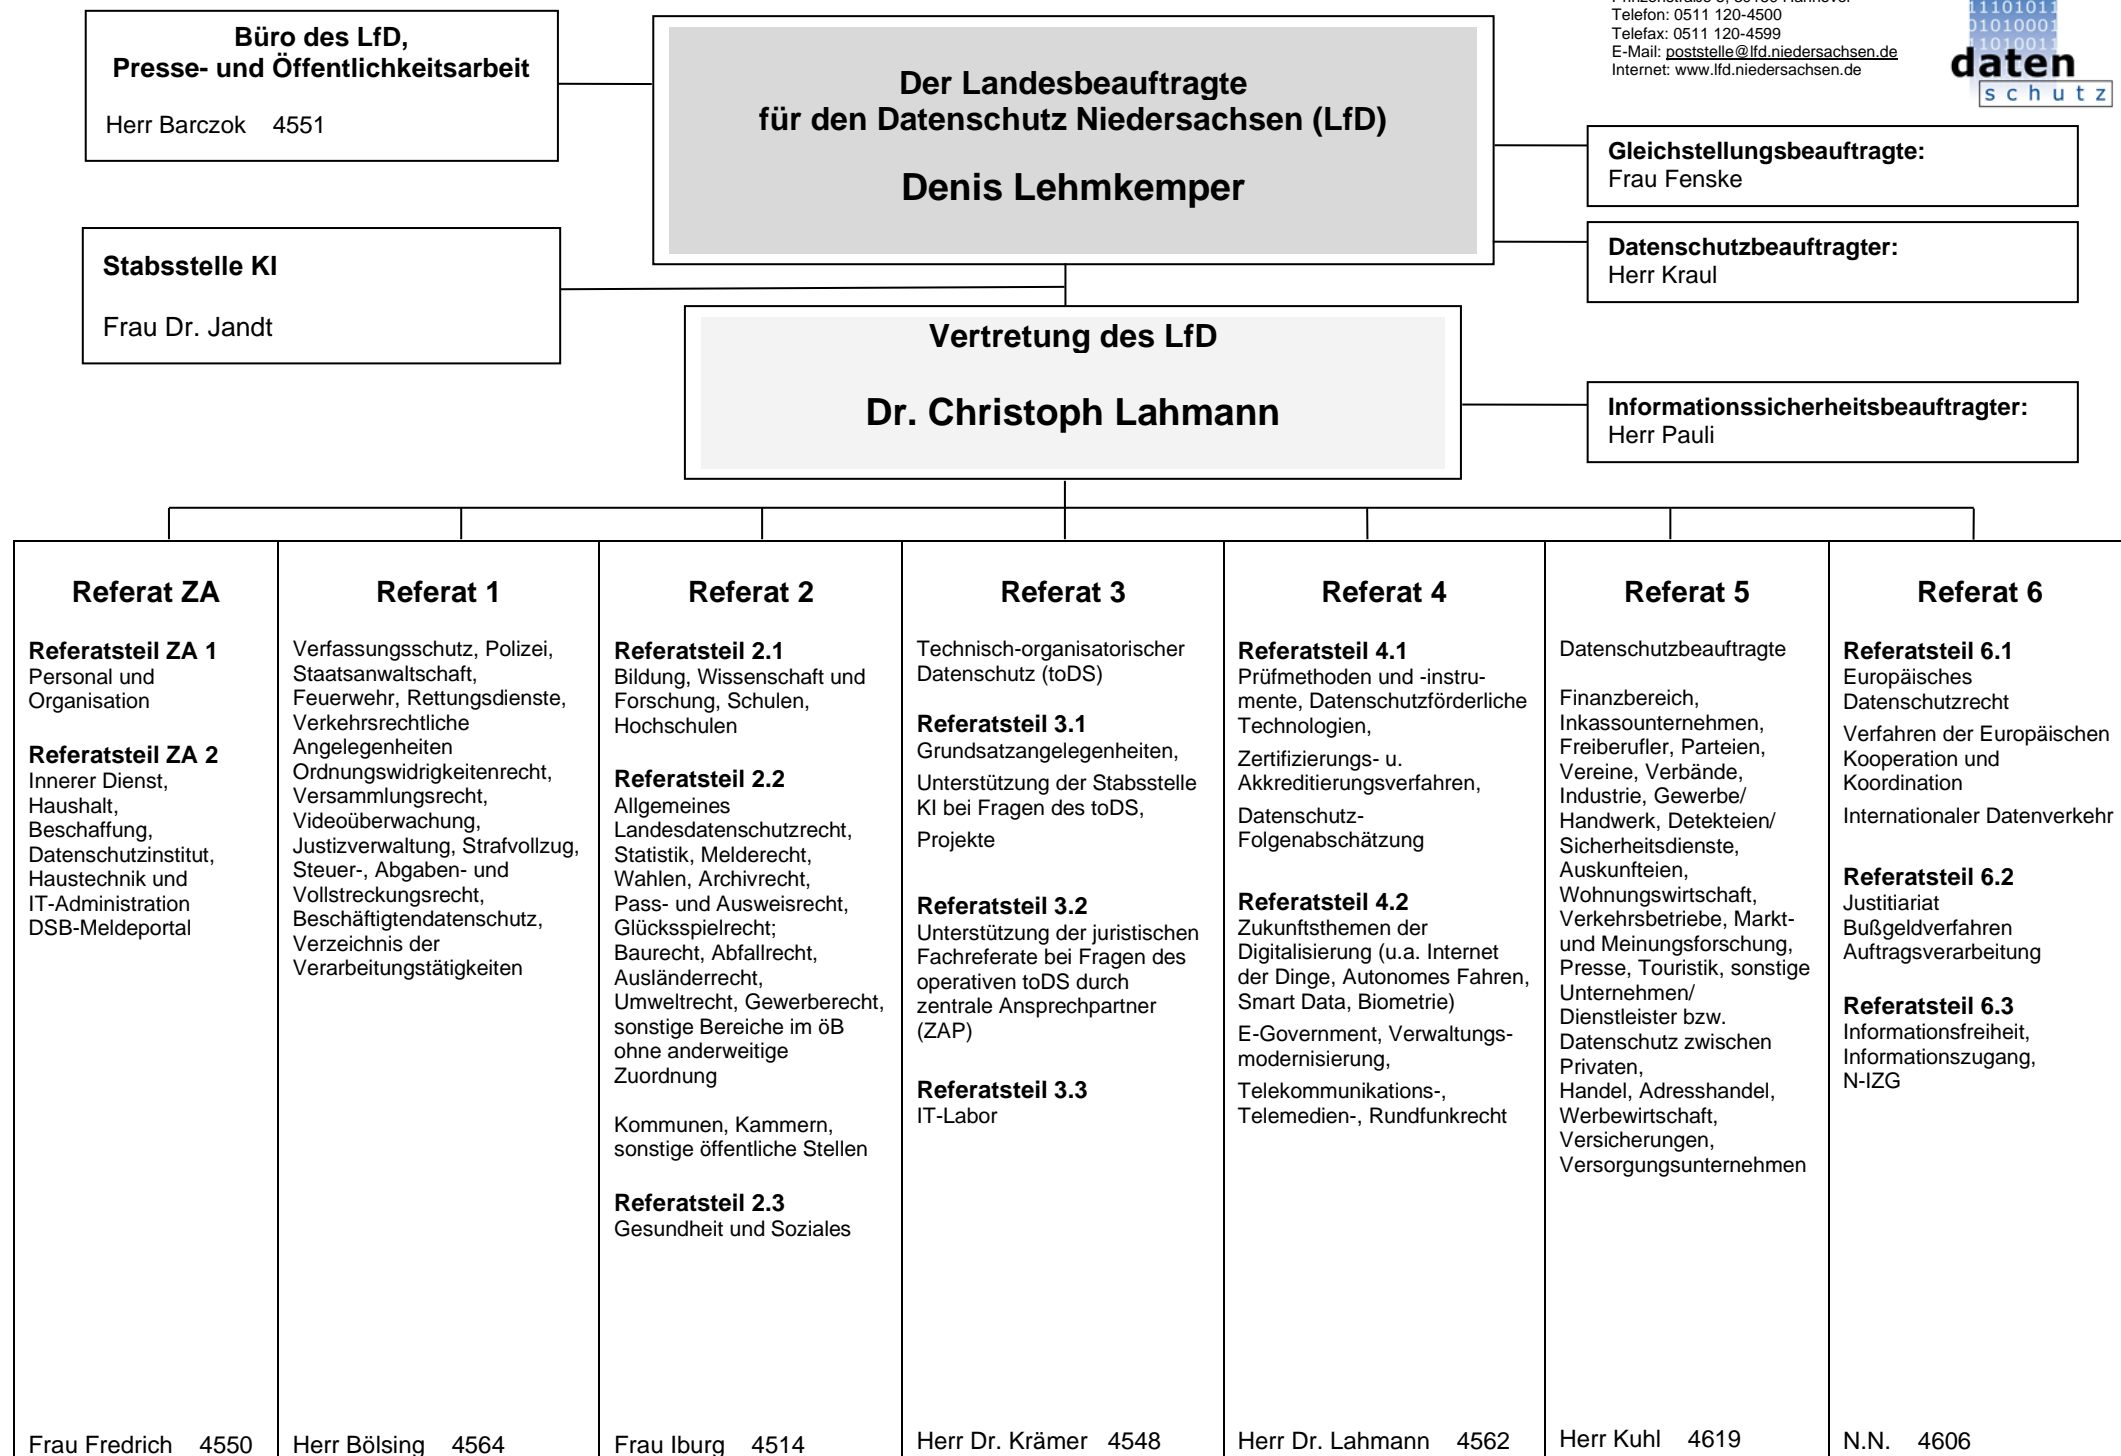 Büro des LfD,
Presse- und Öffentlichkeitsarbeit
Herr Barczok 4551
Der Landesbeauftragte
für den Datenschutz Niedersachsen (LfD)
Denis Lehmkemper
Telefon: 0511 120-4500
Telefax: 0511 120-4599
E-Mail: poststelle@lfd.niedersachsen.de
Internet: www.lfd.niedersachsen.de
11101011
01010001
11010011
daten
schutz
Gleichstellungsbeauftragte:
Frau Fenske
Datenschutzbeauftragter:
Herr Kraul
Stabsstelle KI
Frau Dr. Jandt
Vertretung des LfD
Dr. Christoph Lahmann
Informationssicherheitsbeauftragter:
Herr Pauli
Referat ZA
Referatsteil ZA 1
Personal und
Organisation
Referatsteil ZA 2
Innerer Dienst,
Haushalt,
Beschaffung,
Datenschutzinstitut,
Haustechnik und
IT-Administration
DSB-Meldeportal
Frau Fredrich 4550
Referat 1
Verfassungsschutz, Polizei,
Staatsanwaltschaft,
Feuerwehr, Rettungsdienste,
Verkehrsrechtliche
Angelegenheiten
Ordnungswidrigkeitenrecht,
Versammlungsrecht,
Videoüberwachung,
Justizverwaltung, Strafvollzug,
Steuer-, Abgaben- und
Vollstreckungsrecht,
Beschäftigtendatenschutz,
Verzeichnis der
Verarbeitungstätigkeiten
Herr Bölsing 4564
Referat 2
Referatsteil 2.1
Bildung, Wissenschaft und
Forschung, Schulen,
Hochschulen
Referatsteil 2.2
Allgemeines
Landesdatenschutzrecht,
Statistik, Melderecht,
Wahlen, Archivrecht,
Pass- und Ausweisrecht,
Glücksspielrecht;
Baurecht, Abfallrecht,
Ausländerrecht,
Umweltrecht, Gewerberecht,
sonstige Bereiche im öB
ohne anderweitige
Zuordnung
Kommunen, Kammern,
sonstige öffentliche Stellen
Referatsteil 2.3
Gesundheit und Soziales
Frau Iburg 4514
Referat 3
Technisch-organisatorischer
Datenschutz (toDS)
Referatsteil 3.1
Grundsatzangelegenheiten,
Unterstützung der Stabsstelle
KI bei Fragen des toDS,
Projekte
Referatsteil 3.2
Unterstützung der juristischen
Fachreferate bei Fragen des
operativen toDS durch
zentrale Ansprechpartner
(ZAP)
Referatsteil 3.3
IT-Labor
Herr Dr. Krämer 4548
Referat 4
Referatsteil 4.1
Prüfmethoden und -instru-
mente, Datenschutzförderliche
Technologien,
Zertifizierungs- u.
Akkreditierungsverfahren,
Datenschutz-
Folgenabschätzung
Referatsteil 4.2
Zukunftsthemen der
Digitalisierung (u.a. Internet
der Dinge, Autonomes Fahren,
Smart Data, Biometrie)
E-Government, Verwaltungs-
modernisierung,
Telekommunikations-,
Telemedien-, Rundfunkrecht
Herr Dr. Lahmann 4562
Referat 5
Datenschutzbeauftragte
Finanzbereich,
Inkassounternehmen,
Freiberufler, Parteien,
Vereine, Verbände,
Industrie, Gewerbe/
Handwerk, Detekteien/
Sicherheitsdienste,
Auskunfteien,
Wohnungswirtschaft,
Verkehrsbetriebe, Markt-
und Meinungsforschung,
Presse, Touristik, sonstige
Unternehmen/
Dienstleister bzw.
Datenschutz zwischen
Privaten,
Handel, Adresshandel,
Werbewirtschaft,
Versicherungen,
Versorgungsunternehmen
Herr Kuhl 4619
Referat 6
Referatsteil 6.1
Europäisches
Datenschutzrecht
Verfahren der Europäischen
Kooperation und
Koordination
Internationaler Datenverkehr
Referatsteil 6.2
Justitiariat
Bußgeldverfahren
Auftragsverarbeitung
Referatsteil 6.3
Informationsfreiheit,
Informationszugang,
N-IZG
N.N. 4606